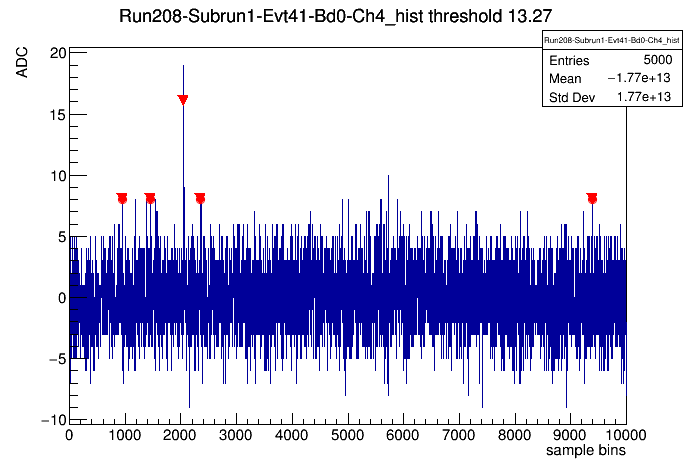 Run208-Subrun1-Evt41-Bd0-Ch4_hist threshold 13.27
Run208-Subrun1-Evt41-Bd0-Ch4_hist
Entries 5000
Mean −1.77e+13
Std Dev 1.77e+13
ADC
20
15
10
5
0
−5
−10
0 1000 2000 3000 4000 5000 6000 7000 8000 9000 10000
sample bins